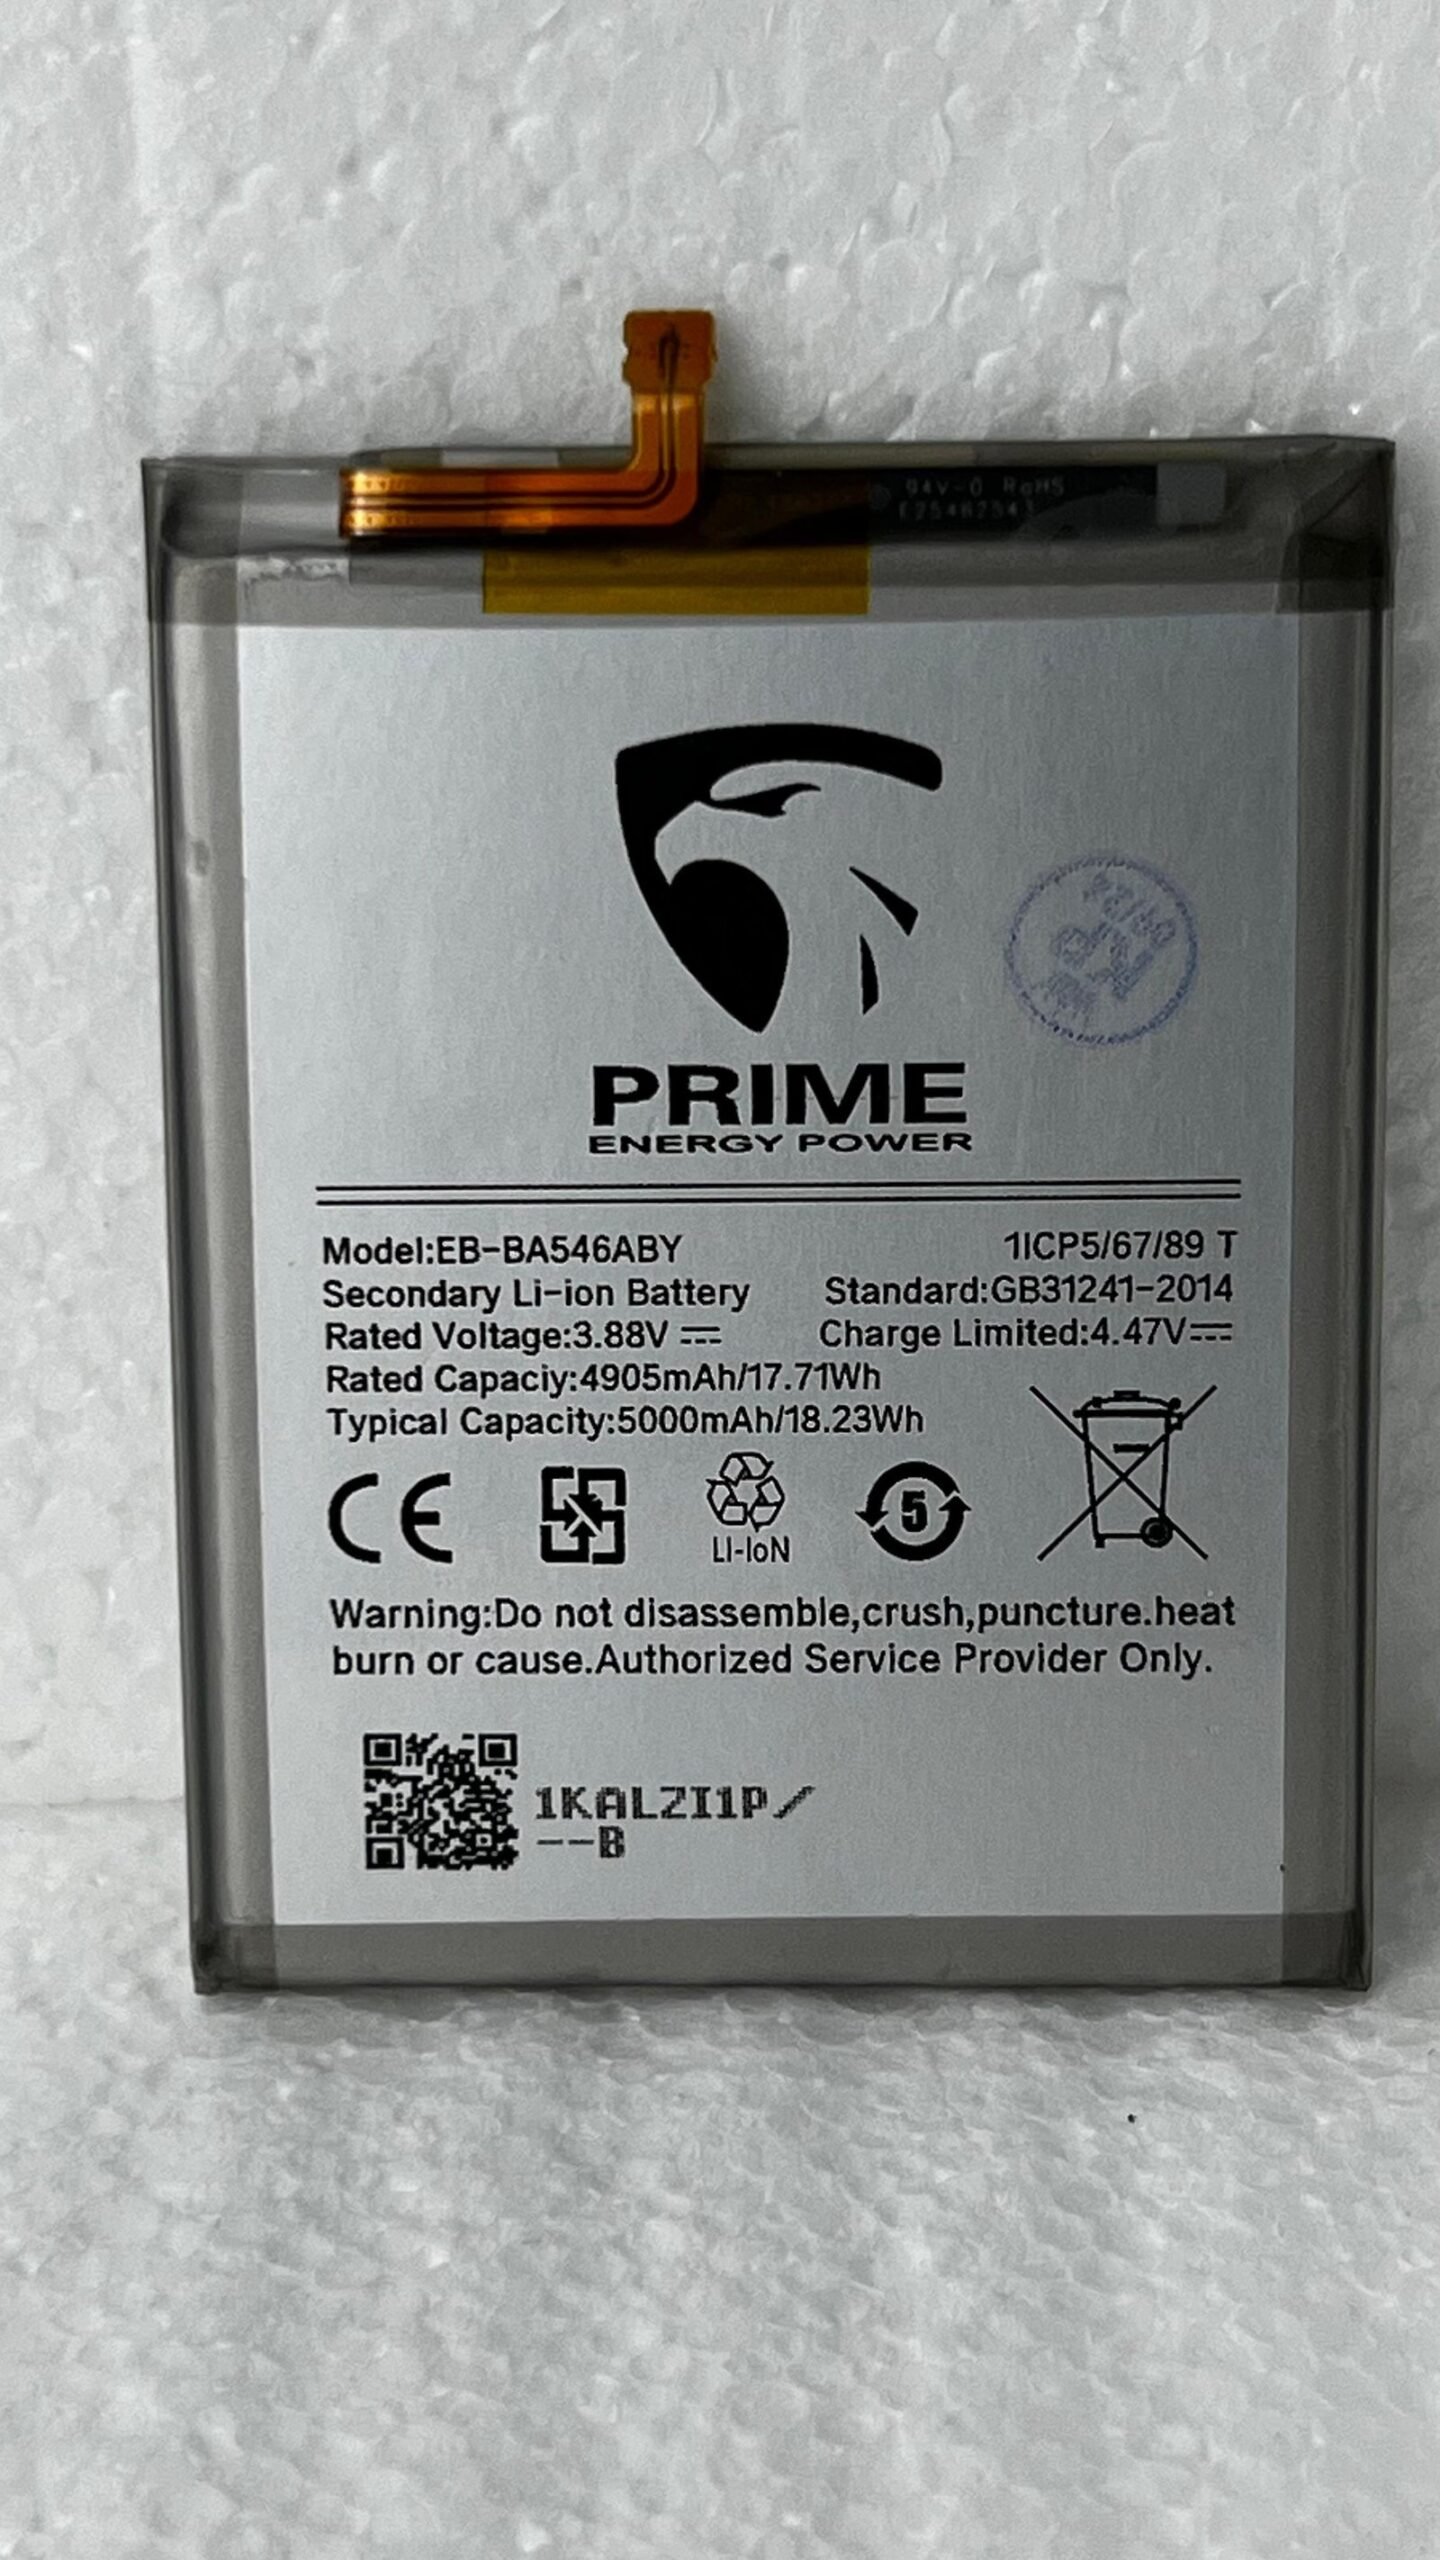 94V-0 RoHS
PRIME
ENERGY POWER
Model:EB-BA546ABY 1ICP5/67/89 T
Secondary Li-ion Battery Standard:GB31241-2014
Rated Voltage:3.88V Charge Limited:4.47V
Rated Capaciy:4905mAh/17.71Wh
Typical Capacity:5000mAh/18.23Wh
CE
LI-IoN
5
Warning:Do not disassemble,crush,puncture.heat
burn or cause.Authorized Service Provider Only.
1KALZI1P/
--B